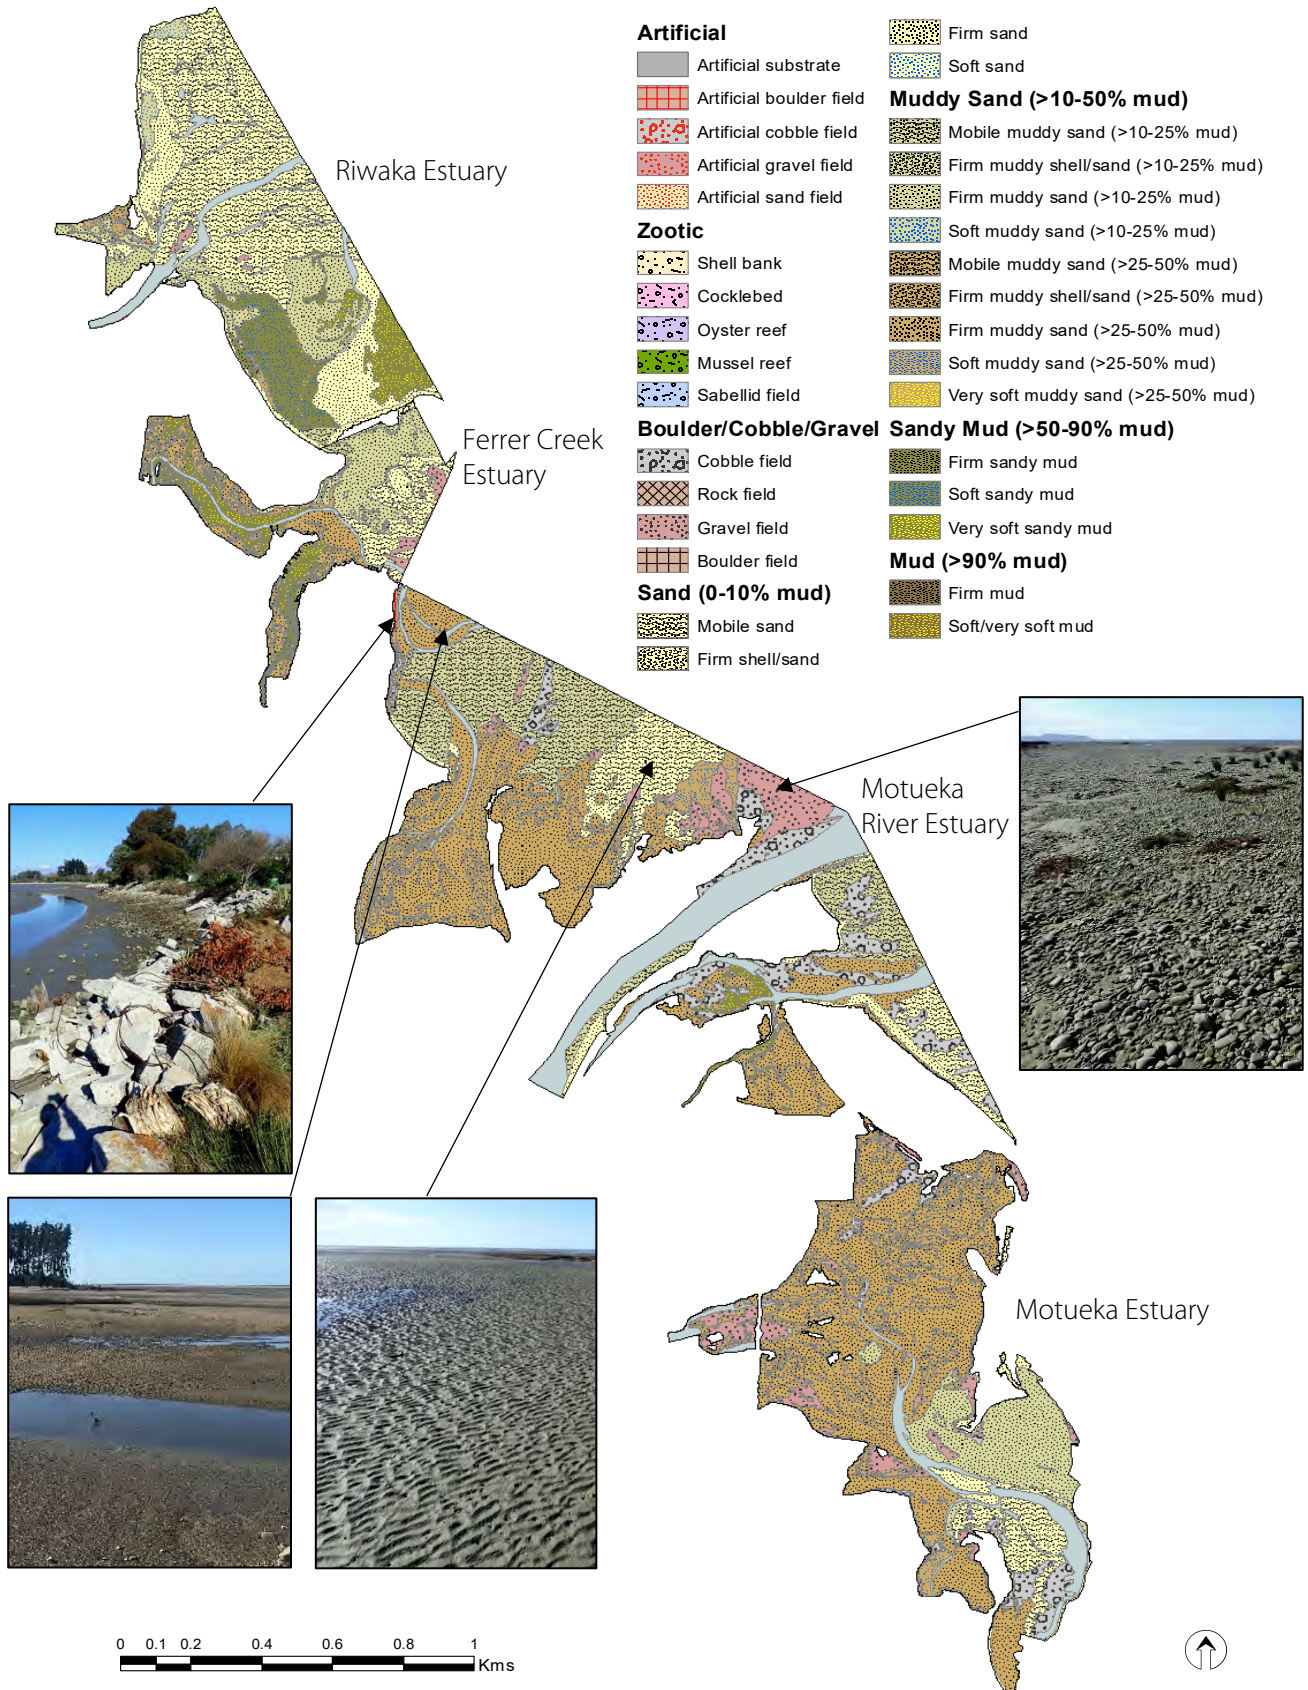 Artificial
Artificial substrate
Artificial boulder field
Artificial cobble field
Artificial gravel field
Artificial sand field
Zootic
Shell bank
Cocklebed
Oyster reef
Mussel reef
Sabellid field
Boulder/Cobble/Gravel
Cobble field
Rock field
Gravel field
Boulder field
Sand (0-10% mud)
Mobile sand
Firm shell/sand
Firm sand
Soft sand
Muddy Sand (>10-50% mud)
Mobile muddy sand (>10-25% mud)
Firm muddy shell/sand (>10-25% mud)
Firm muddy sand (>10-25% mud)
Soft muddy sand (>10-25% mud)
Mobile muddy sand (>25-50% mud)
Firm muddy shell/sand (>25-50% mud)
Firm muddy sand (>25-50% mud)
Soft muddy sand (>25-50% mud)
Very soft muddy sand (>25-50% mud)
Sandy Mud (>50-90% mud)
Firm sandy mud
Soft sandy mud
Very soft sandy mud
Mud (>90% mud)
Firm mud
Soft/very soft mud
Riwaka Estuary
Ferrer Creek
Estuary
Motueka
River Estuary
Motueka Estuary
0 0.1 0.2 0.4 0.6 0.8 1
Kms